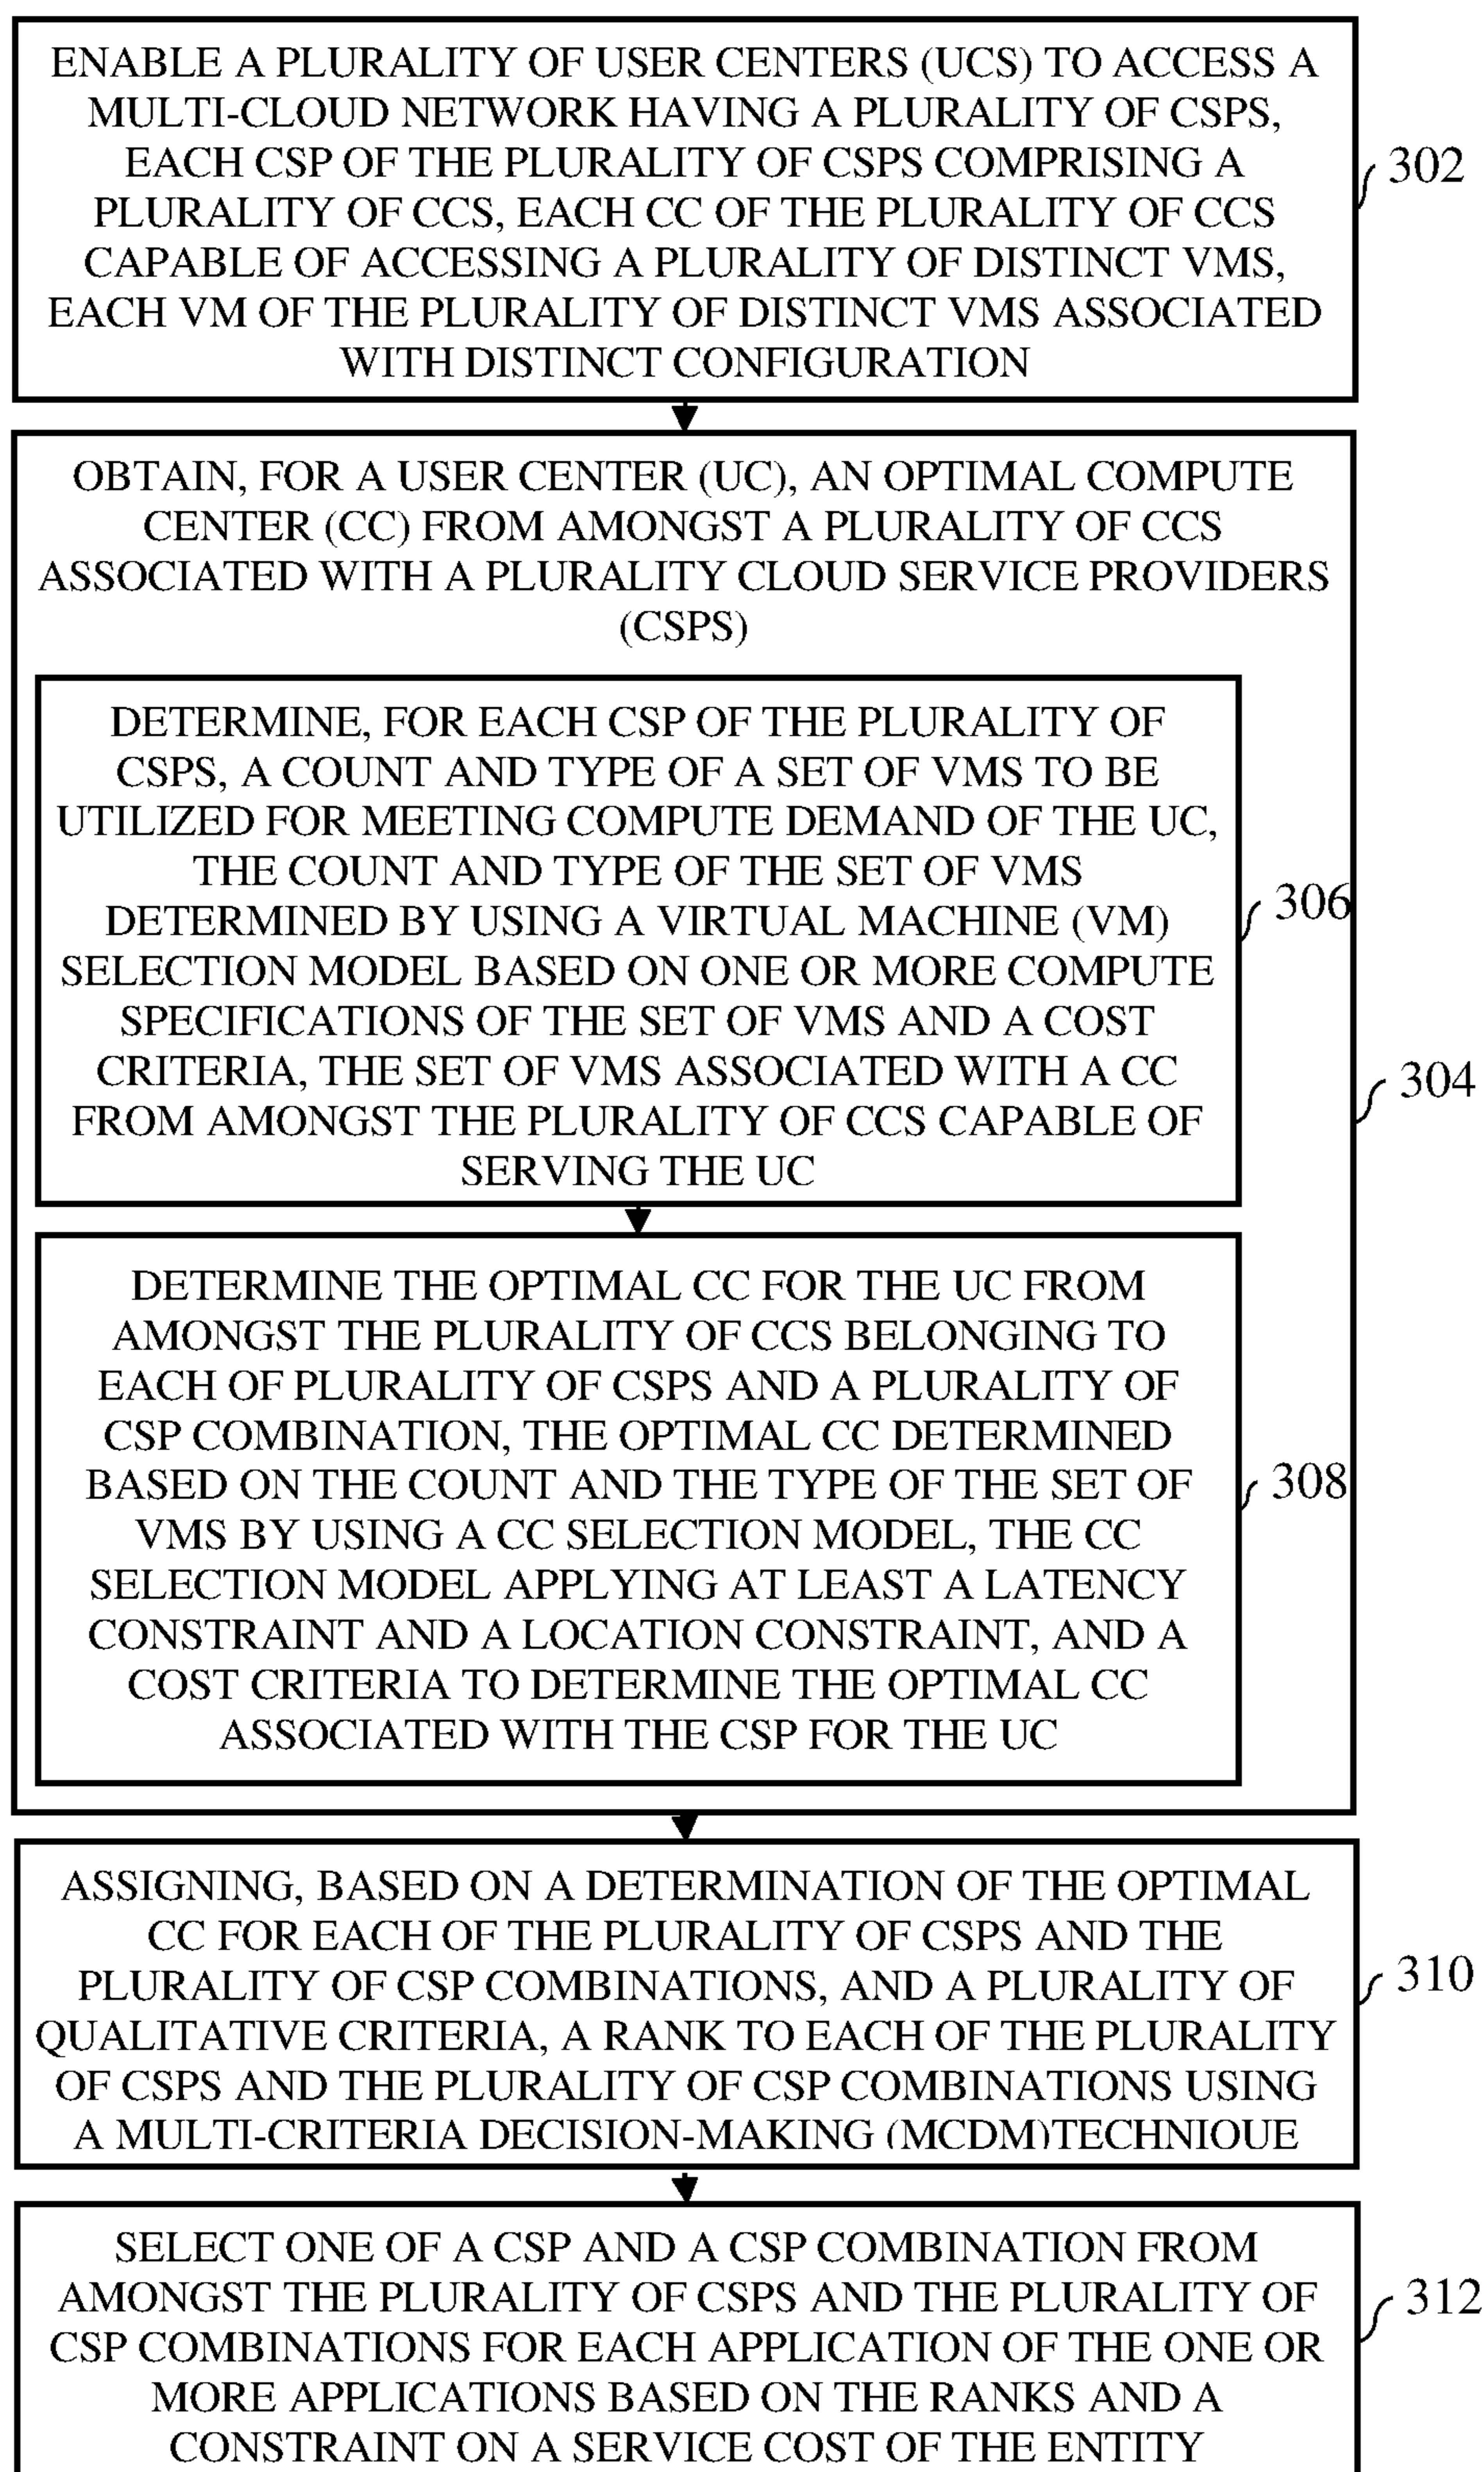 ENABLE A PLURALITY OF USER CENTERS (UCS) TO ACCESS A
MULTI-CLOUD NETWORK HAVING A PLURALITY OF CSPS,
EACH CSP OF THE PLURALITY OF CSPS COMPRISING A
PLURALITY OF CCS, EACH CC OF THE PLURALITY OF CCS
CAPABLE OF ACCESSING A PLURALITY OF DISTINCT VMS,
EACH VM OF THE PLURALITY OF DISTINCT VMS ASSOCIATED
WITH DISTINCT CONFIGURATION
302
OBTAIN, FOR A USER CENTER (UC), AN OPTIMAL COMPUTE
CENTER (CC) FROM AMONGST A PLURALITY OF CCS
ASSOCIATED WITH A PLURALITY CLOUD SERVICE PROVIDERS
(CSPS)
304
DETERMINE, FOR EACH CSP OF THE PLURALITY OF
CSPS, A COUNT AND TYPE OF A SET OF VMS TO BE
UTILIZED FOR MEETING COMPUTE DEMAND OF THE UC,
THE COUNT AND TYPE OF THE SET OF VMS
DETERMINED BY USING A VIRTUAL MACHINE (VM)
SELECTION MODEL BASED ON ONE OR MORE COMPUTE
SPECIFICATIONS OF THE SET OF VMS AND A COST
CRITERIA, THE SET OF VMS ASSOCIATED WITH A CC
FROM AMONGST THE PLURALITY OF CCS CAPABLE OF
SERVING THE UC
306
DETERMINE THE OPTIMAL CC FOR THE UC FROM
AMONGST THE PLURALITY OF CCS BELONGING TO
EACH OF PLURALITY OF CSPS AND A PLURALITY OF
CSP COMBINATION, THE OPTIMAL CC DETERMINED
BASED ON THE COUNT AND THE TYPE OF THE SET OF
VMS BY USING A CC SELECTION MODEL, THE CC
SELECTION MODEL APPLYING AT LEAST A LATENCY
CONSTRAINT AND A LOCATION CONSTRAINT, AND A
COST CRITERIA TO DETERMINE THE OPTIMAL CC
ASSOCIATED WITH THE CSP FOR THE UC
308
ASSIGNING, BASED ON A DETERMINATION OF THE OPTIMAL
CC FOR EACH OF THE PLURALITY OF CSPS AND THE
PLURALITY OF CSP COMBINATIONS, AND A PLURALITY OF
QUALITATIVE CRITERIA, A RANK TO EACH OF THE PLURALITY
OF CSPS AND THE PLURALITY OF CSP COMBINATIONS USING
A MULTI-CRITERIA DECISION-MAKING (MCDM)TECHNIQUE
310
SELECT ONE OF A CSP AND A CSP COMBINATION FROM
AMONGST THE PLURALITY OF CSPS AND THE PLURALITY OF
CSP COMBINATIONS FOR EACH APPLICATION OF THE ONE OR
MORE APPLICATIONS BASED ON THE RANKS AND A
CONSTRAINT ON A SERVICE COST OF THE ENTITY
312